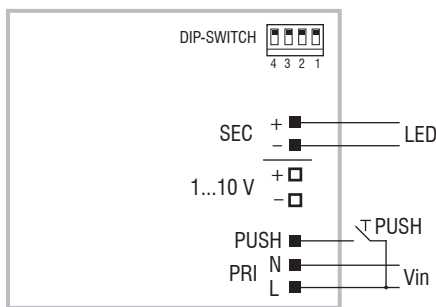 DIP-SWITCH
4 3 2 1
SEC + LED
−
1...10 V +
−
PUSH PUSH
PRI N Vin
L